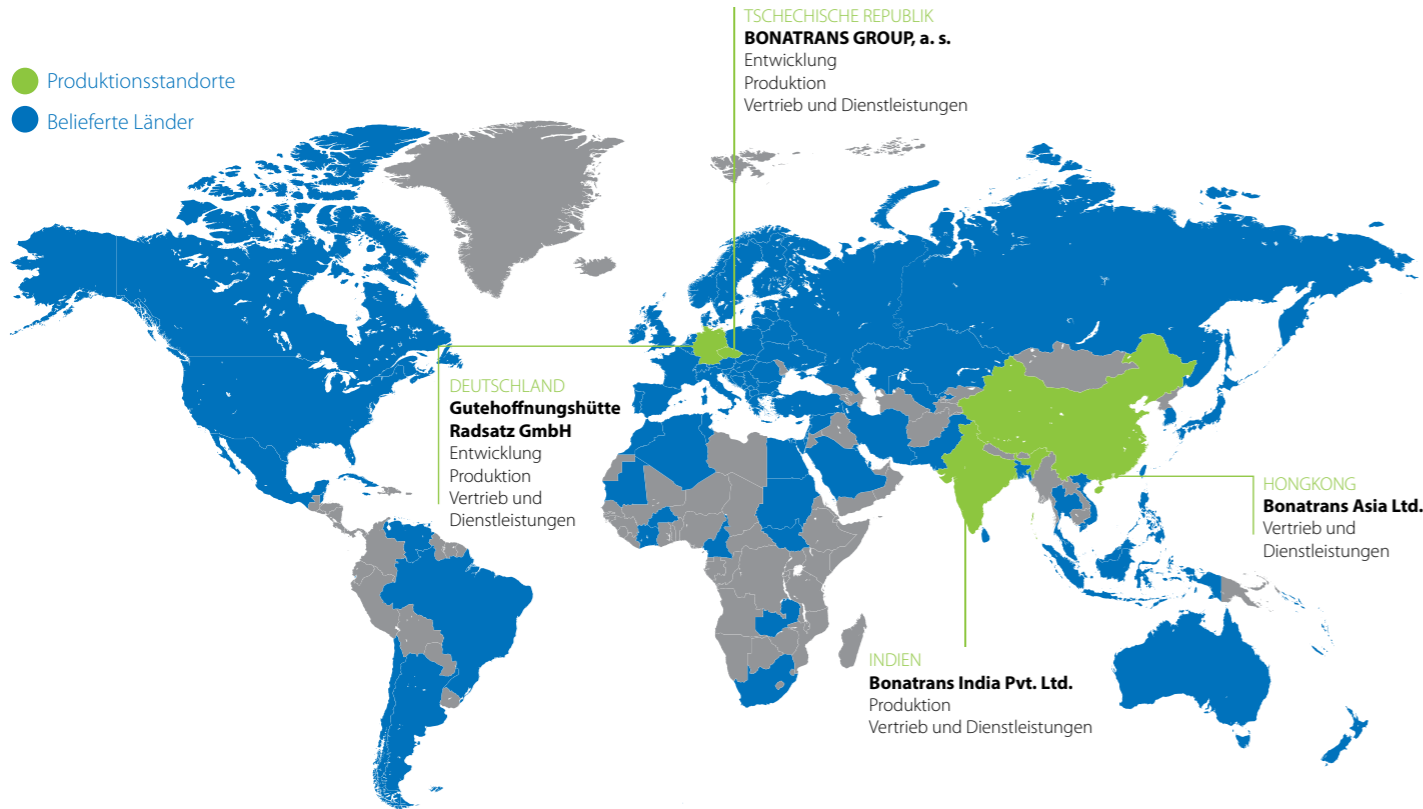 TSCHECHISCHE REPUBLIK
BONATRANS GROUP, a. s.
Entwicklung
Produktion
Vertrieb und Dienstleistungen
Produktionsstandorte
Belieferte Länder
DEUTSCHLAND
Gutehoffnungshütte
Radsatz GmbH
Entwicklung
Produktion
Vertrieb und
Dienstleistungen
HONGKONG
Bonatrans Asia Ltd.
Vertrieb und
Dienstleistungen
INDIEN
Bonatrans India Pvt. Ltd.
Produktion
Vertrieb und Dienstleistungen